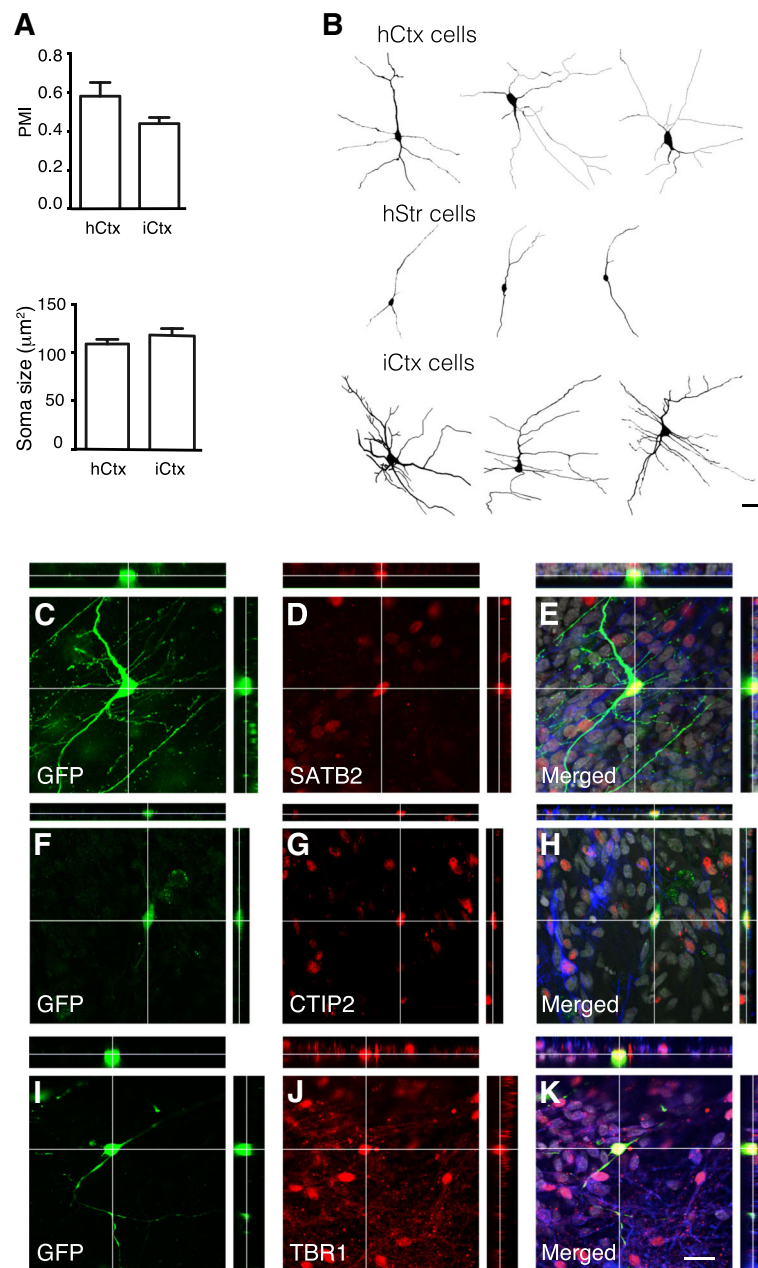 A
0.8
0.6
0.4
0.2
0.0
PMI
hCtx iCtx
150
100
50
0
Soma size (μm²)
hCtx iCtx
B
hCtx cells
hStr cells
iCtx cells
C
GFP
D
SATB2
E
Merged
F
GFP
G
CTIP2
H
Merged
I
GFP
J
TBR1
K
Merged